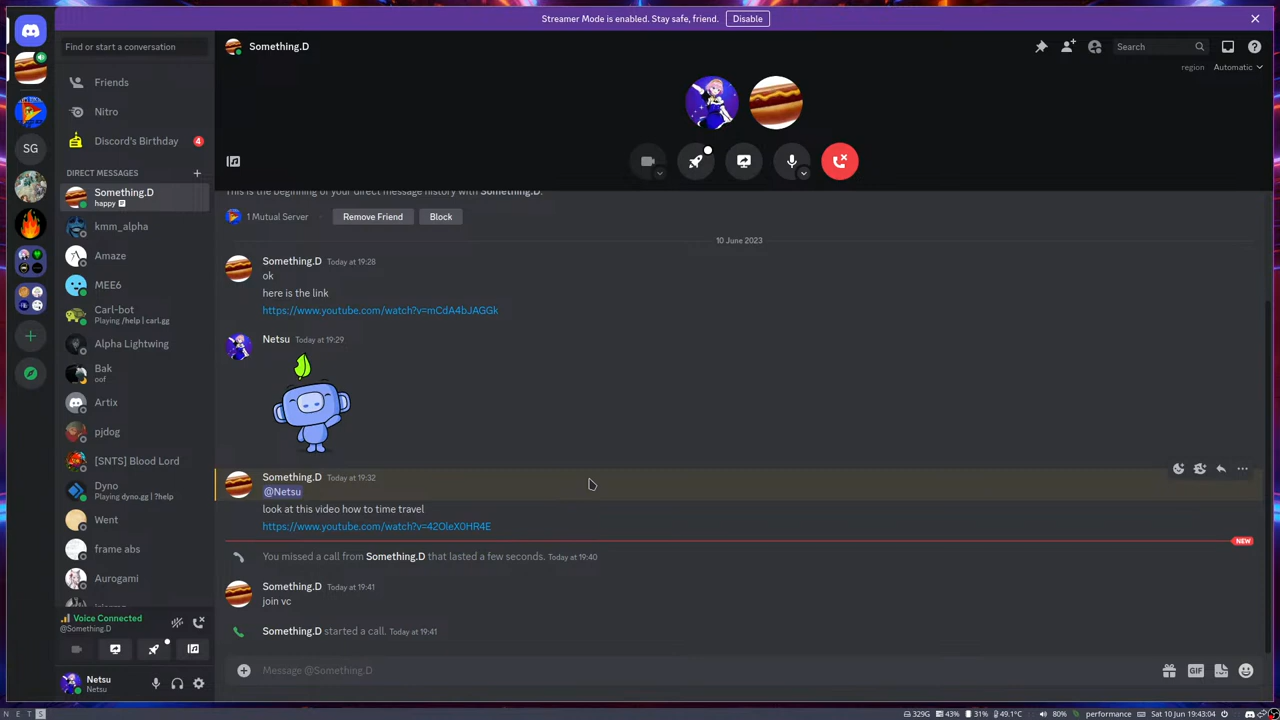 Streamer Mode is enabled. Stay safe, friend. Disable
Find or start a conversation
Something.D
Search
region Automatic
Friends
Nitro
Discord's Birthday 4
SG
DIRECT MESSAGES
Something.D
happy
kmm_alpha
Amaze
MEE6
Carl-bot
Playing /help | carl.gg
Alpha Lightwing
Bak
oof
Artix
pjdog
[SNTS] Blood Lord
Dyno
Playing dyno.gg | ?help
Went
frame abs
Aurogami
Voice Connected
@Something.D
Netsu
Netsu
This is the beginning of your direct message history with Something.D.
1 Mutual Server Remove Friend Block
10 June 2023
Something.D Today at 19:28
ok
here is the link
https://www.youtube.com/watch?v=mCdA4bJAGGk
Netsu Today at 19:29
Something.D Today at 19:32
@Netsu
look at this video how to time travel
https://www.youtube.com/watch?v=42OleX0HR4E
NEW
You missed a call from Something.D that lasted a few seconds. Today at 19:40
Something.D Today at 19:41
join vc
Something.D started a call. Today at 19:41
Message @Something.D
GIF
N E T S
329G 43% 31% 49.1°C 80% performance Sat 10 Jun 19:43:04